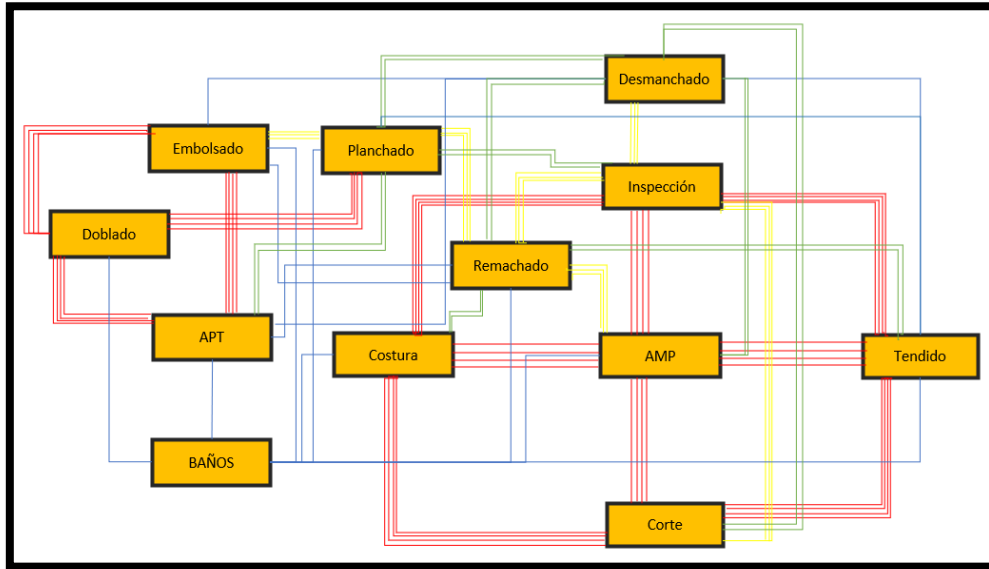 Desmanchado
Embolsado
Planchado
Inspección
Doblado
Remachado
APT
Costura
AMP
Tendido
BAÑOS
Corte